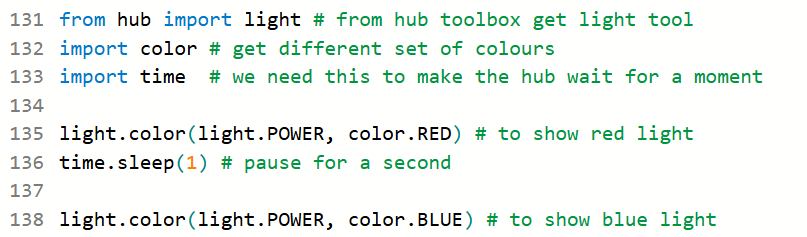 131 from hub import light # from hub toolbox get light tool
132 import color # get different set of colours
133 import time  # we need this to make the hub wait for a moment
134
135 light.color(light.POWER, color.RED) # to show red light
136 time.sleep(1) # pause for a second
137
138 light.color(light.POWER, color.BLUE) # to show blue light